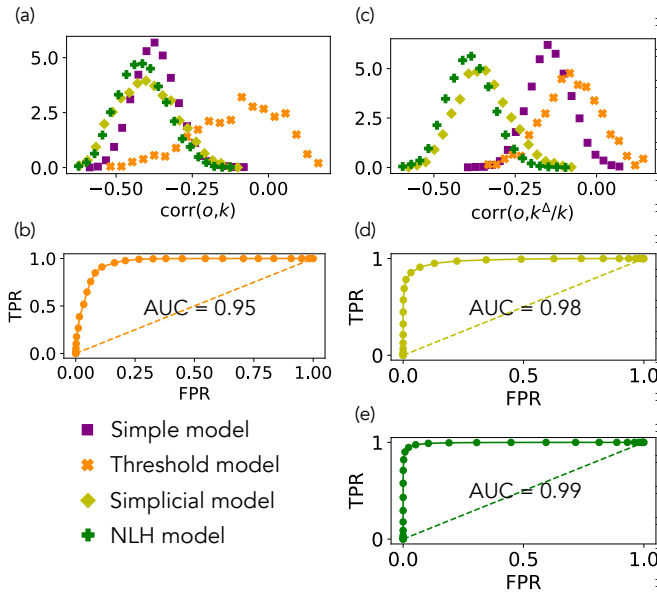 (a)
5.0
2.5
0.0
−0.50
−0.25
0.00
corr(o,k)
(c)
5.0
2.5
0.0
−0.50
−0.25
0.00
corr(o,k^Δ/k)
(b)
1.0
0.5
0.0
TPR
AUC = 0.95
0.00
0.25
0.50
0.75
1.00
FPR
(d)
1
0
TPR
AUC = 0.98
0.0
0.5
1.0
FPR
Simple model
Threshold model
Simplicial model
NLH model
(e)
1
0
TPR
AUC = 0.99
0.0
0.5
1.0
FPR